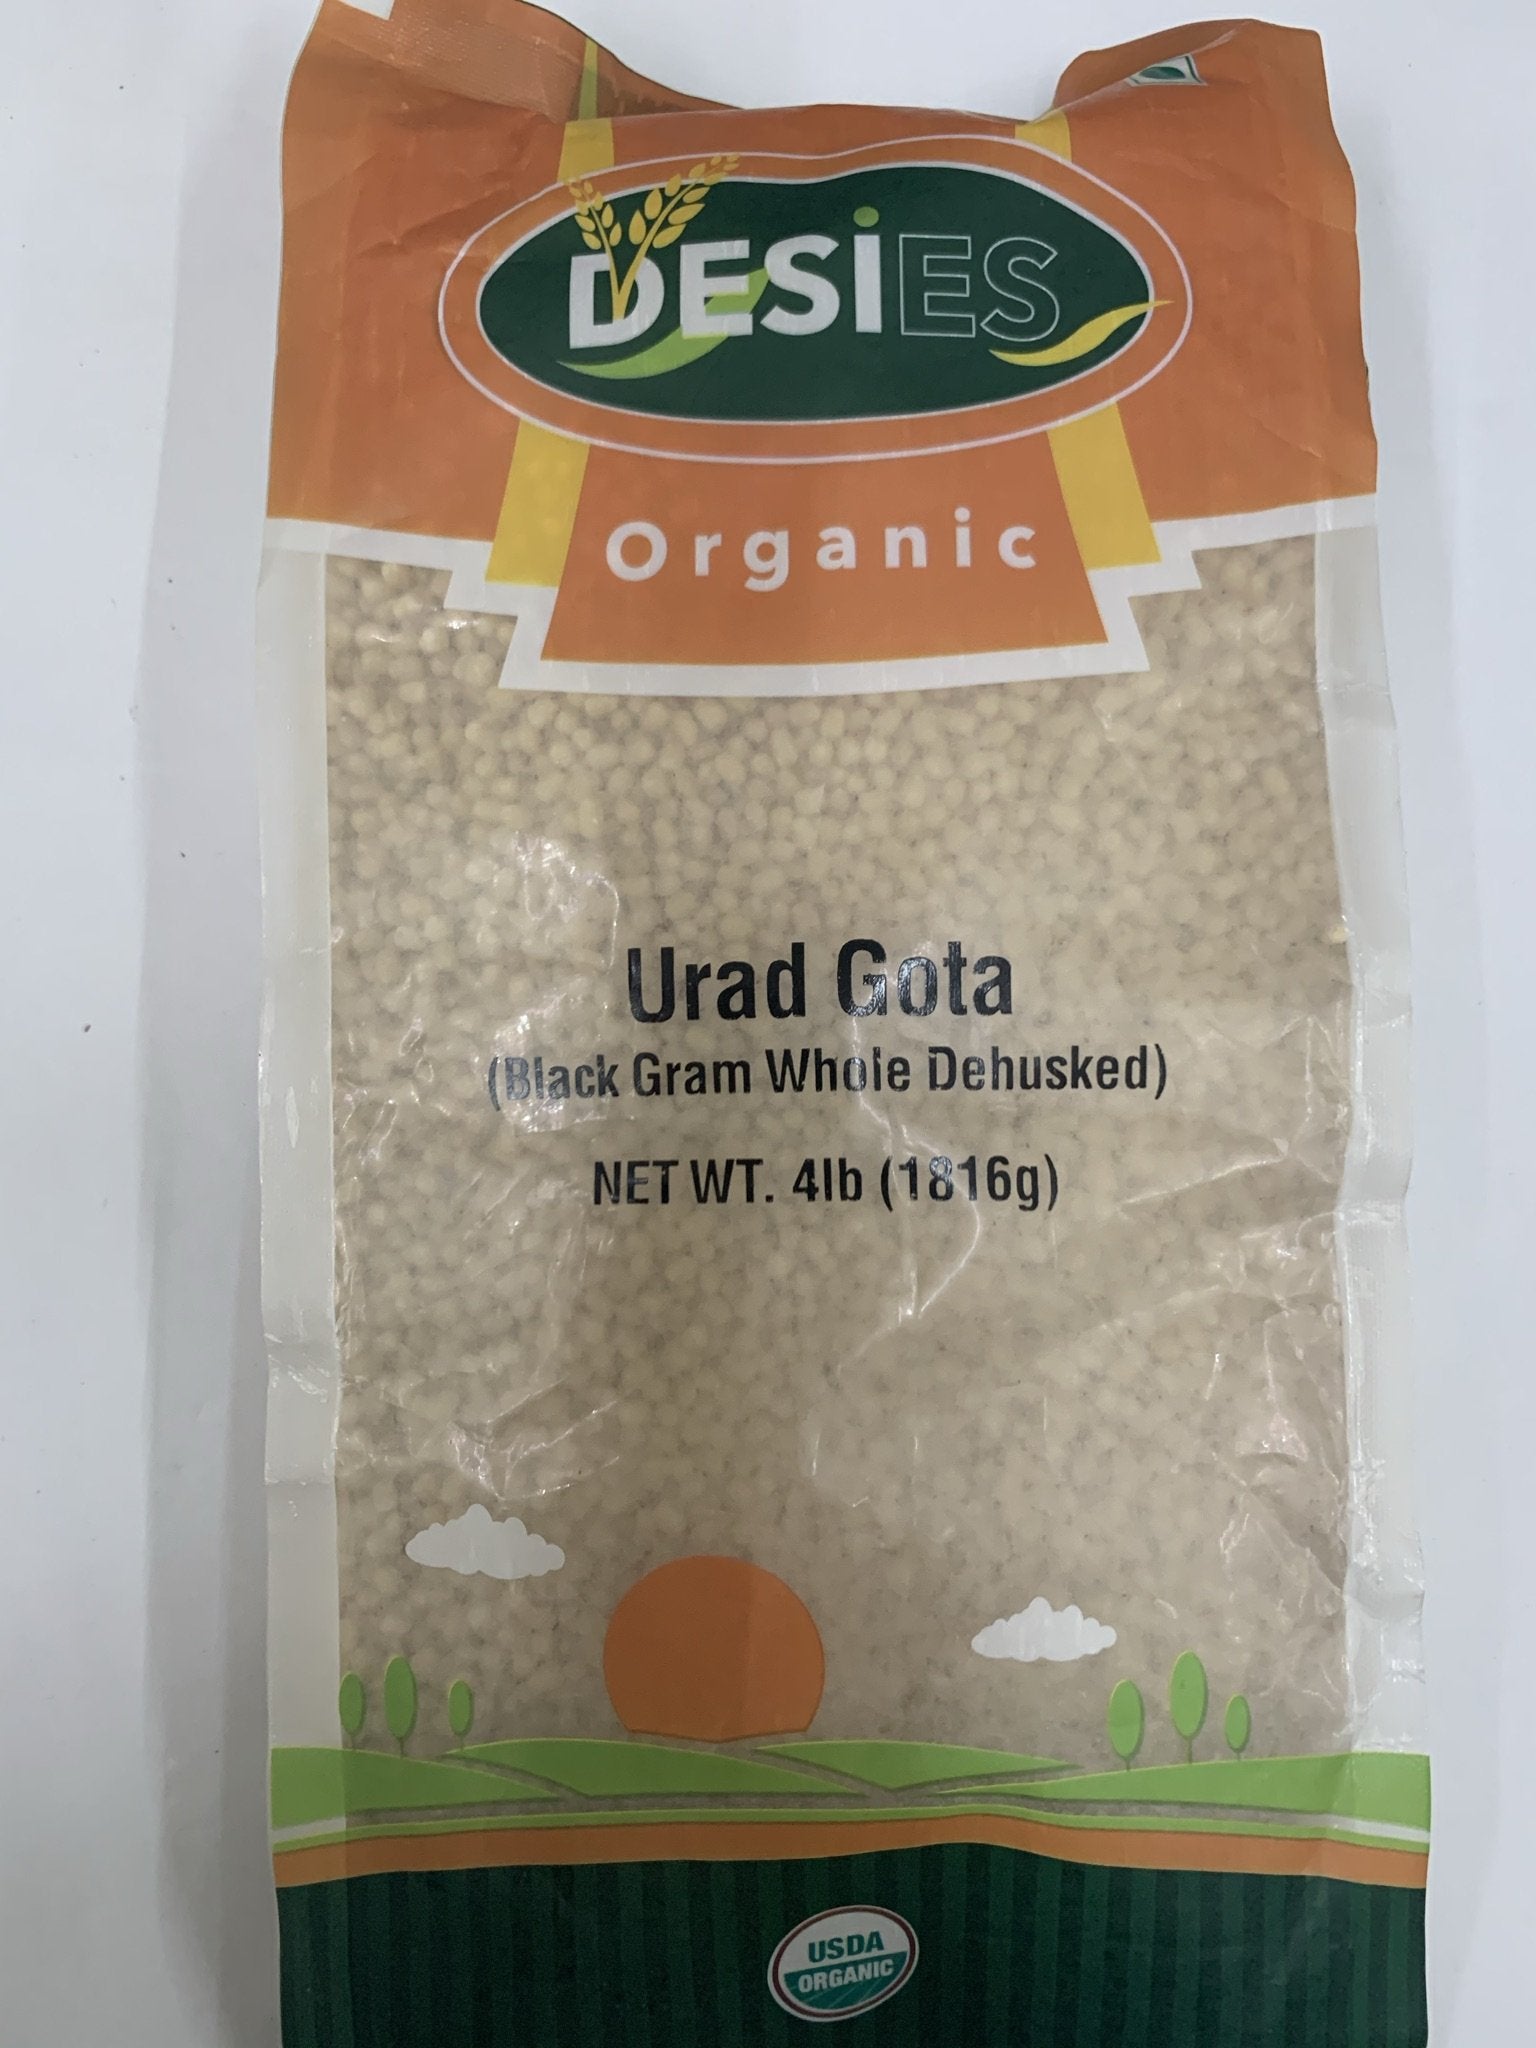 DESiES
Organic
Urad Gota
(Black Gram Whole Dehusked)
NET WT. 4lb (1816g)
USDA
ORGANIC